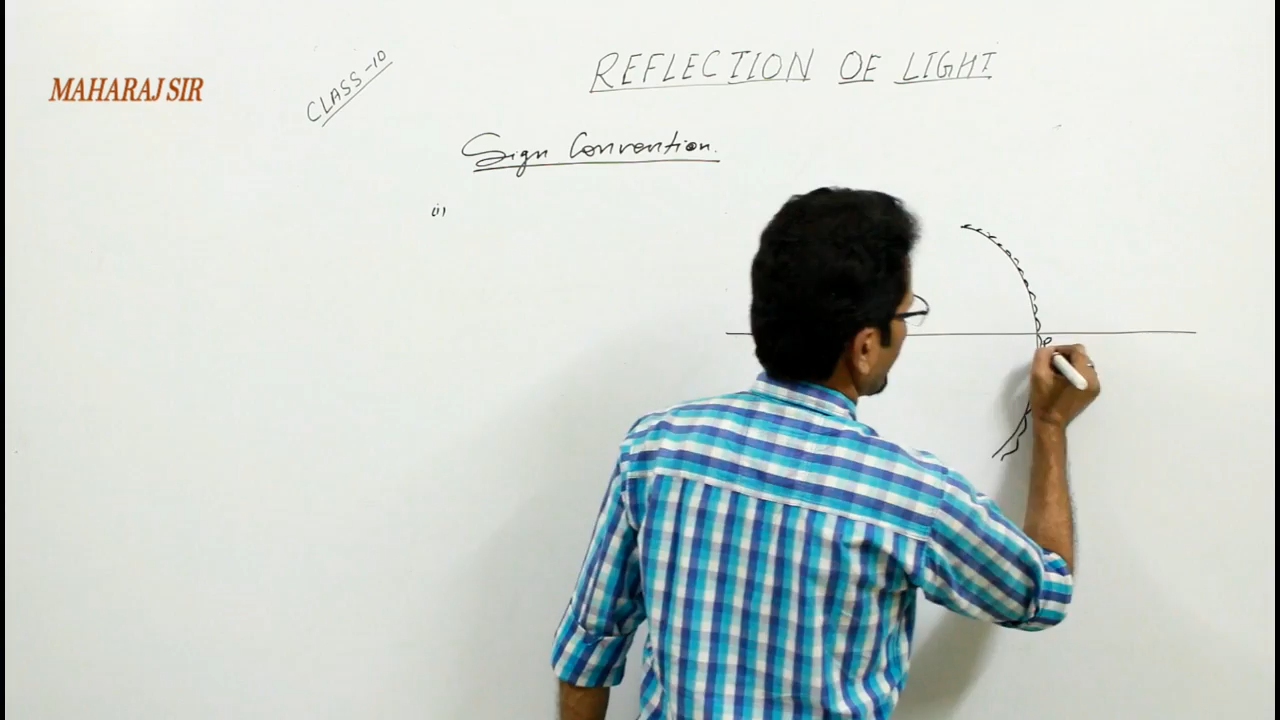 MAHARAJ SIR
CLASS-10
REFLECTION OF LIGHT
Sign Convention.
(i)
P